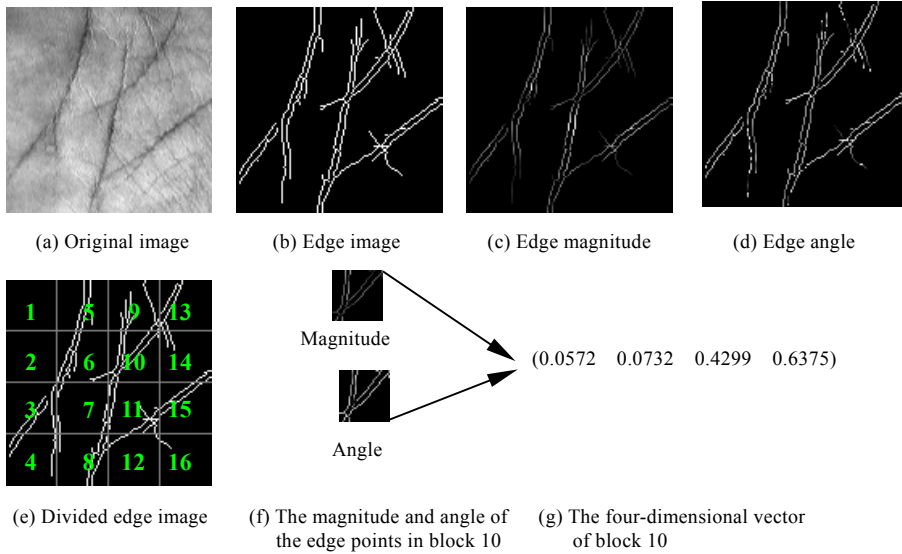 (a) Original image
(b) Edge image
(c) Edge magnitude
(d) Edge angle
1 5 9 13
2 6 10 14
3 7 11 15
4 8 12 16
Magnitude
Angle
(0.0572 0.0732 0.4299 0.6375)
(e) Divided edge image
(f) The magnitude and angle of
the edge points in block 10
(g) The four-dimensional vector
of block 10